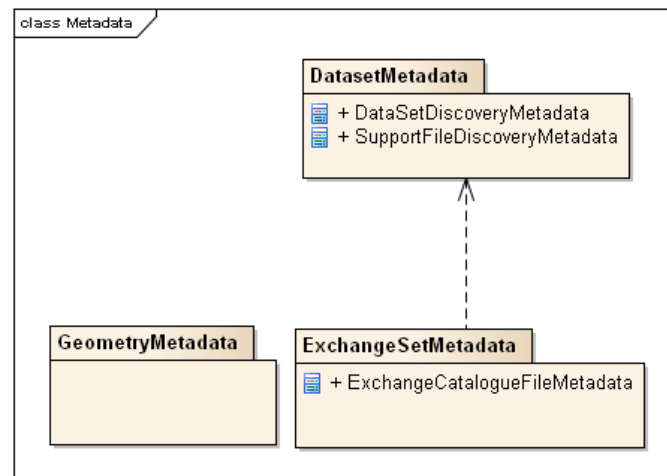 class Metadata
DatasetMetadata
+ DataSetDiscoveryMetadata
+ SupportFileDiscoveryMetadata
GeometryMetadata
ExchangeSetMetadata
+ ExchangeCatalogueFileMetadata